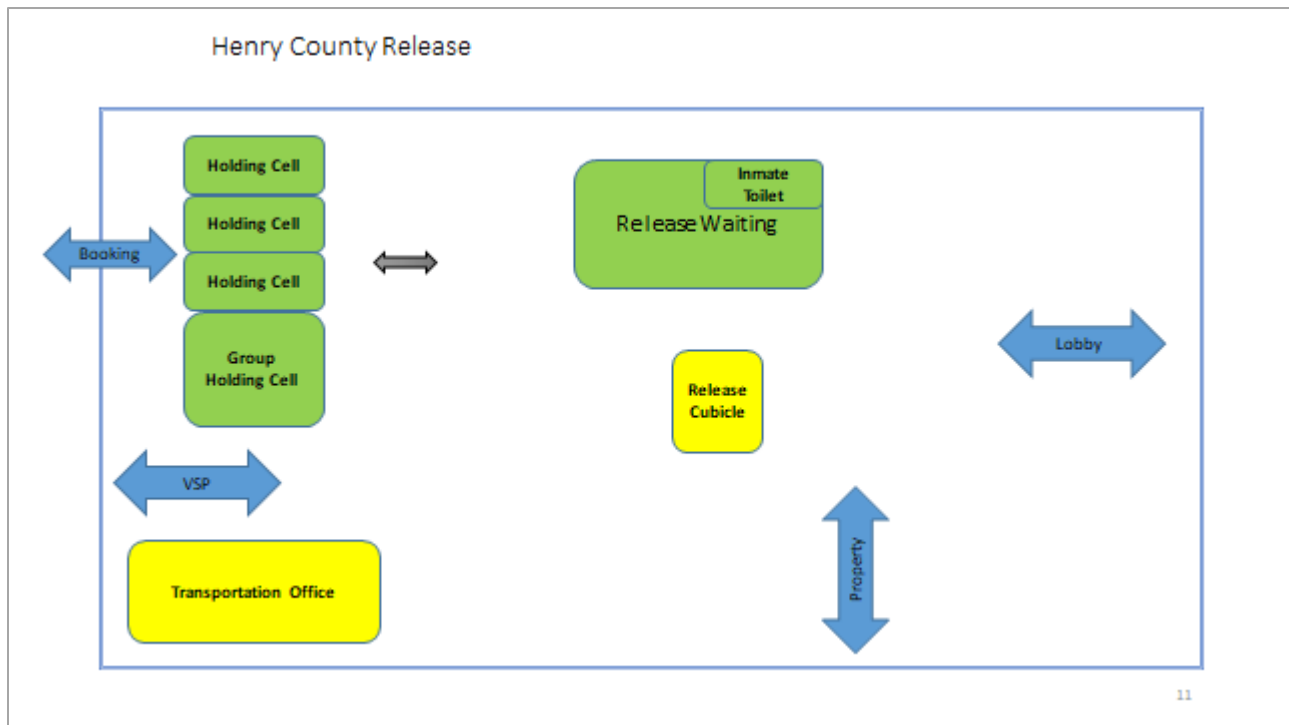 Henry County Release
Holding Cell
Holding Cell
Holding Cell
Group
Holding Cell
Booking
Inmate
Toilet
Release Waiting
Release
Cubicle
Lobby
VSP
Transportation Office
Property
11